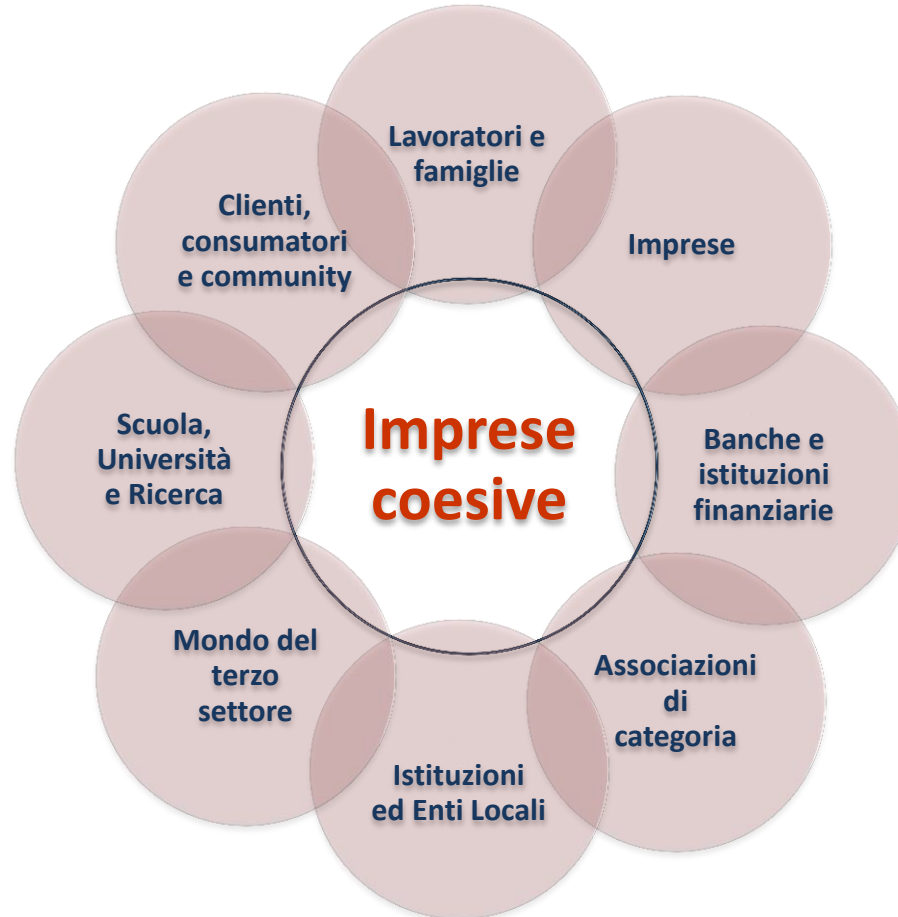 Lavoratori e
famiglie
Clienti,
consumatori
e community
Imprese
Imprese
coesive
Scuola,
Università
e Ricerca
Banche e
istituzioni
finanziarie
Mondo del
terzo
settore
Associazioni
di
categoria
Istituzioni
ed Enti Locali